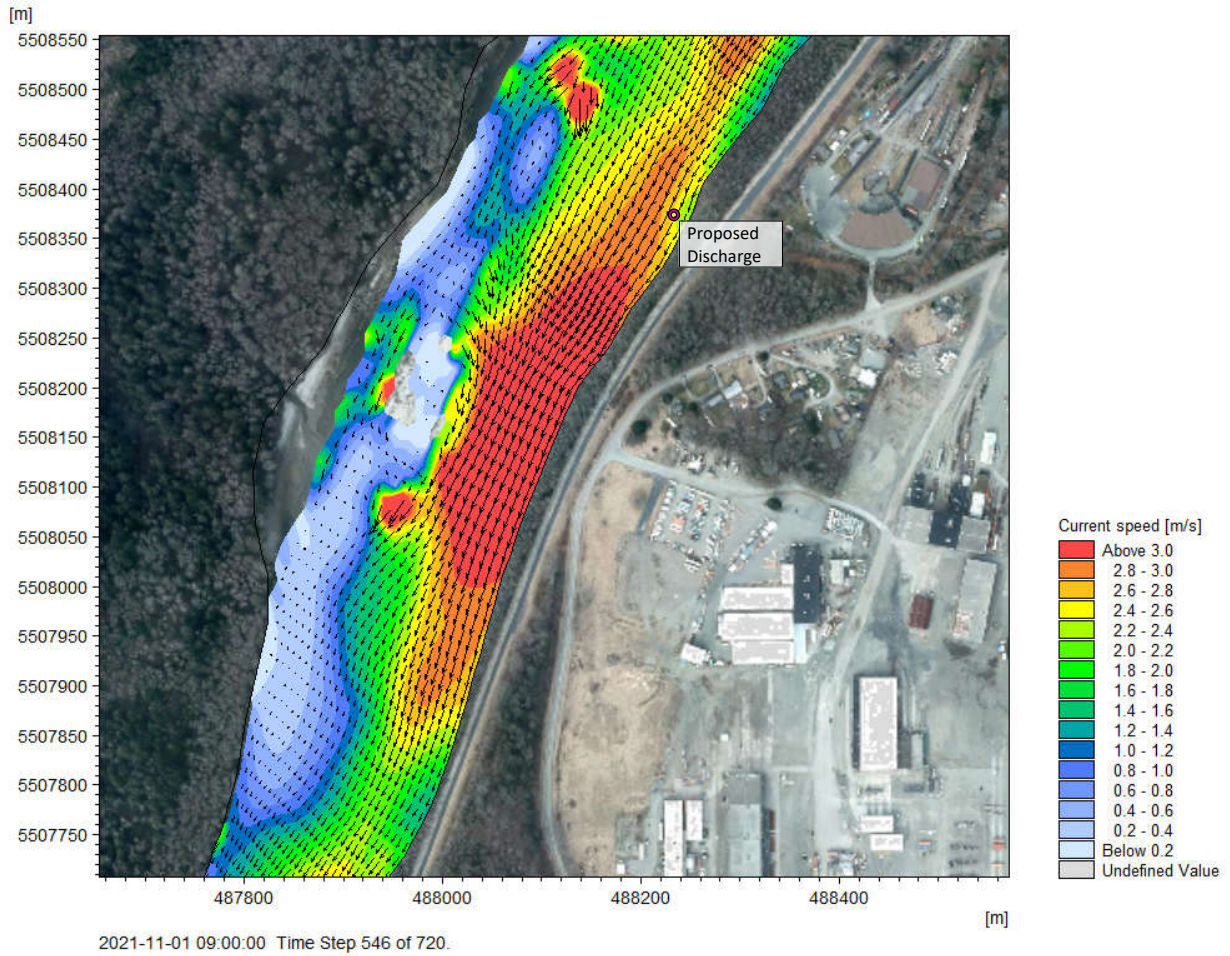 [m]
5508550
5508500
5508450
5508400
5508350
5508300
5508250
5508200
5508150
5508100
5508050
5508000
5507950
5507900
5507850
5507800
5507750
Proposed
Discharge
487800
488000
488200
488400
[m]
2021-11-01 09:00:00 Time Step 546 of 720.
Current speed [m/s]
Above 3.0
2.8 - 3.0
2.6 - 2.8
2.4 - 2.6
2.2 - 2.4
2.0 - 2.2
1.8 - 2.0
1.6 - 1.8
1.4 - 1.6
1.2 - 1.4
1.0 - 1.2
0.8 - 1.0
0.6 - 0.8
0.4 - 0.6
0.2 - 0.4
Below 0.2
Undefined Value